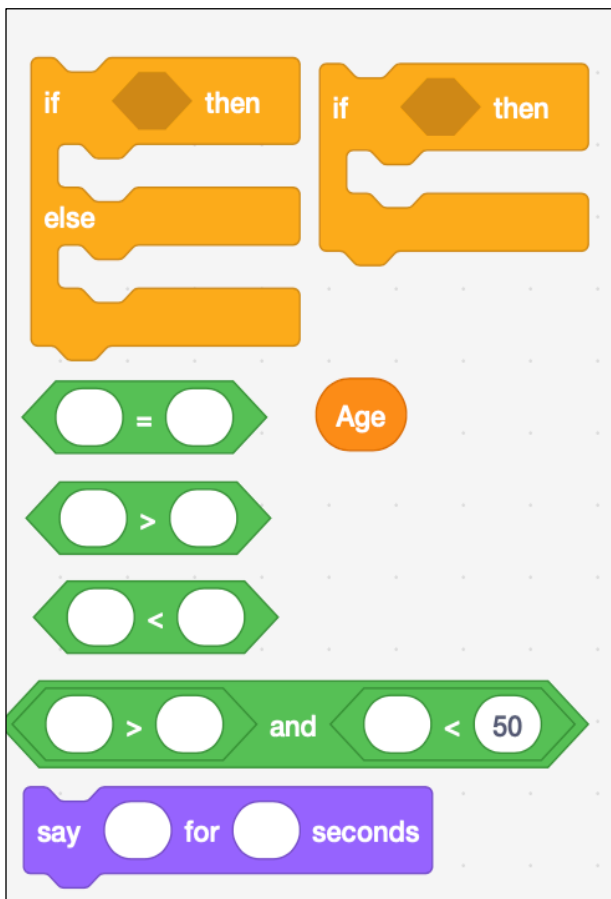 if then
if then
else
=
Age
>
<
> and < 50
say for seconds